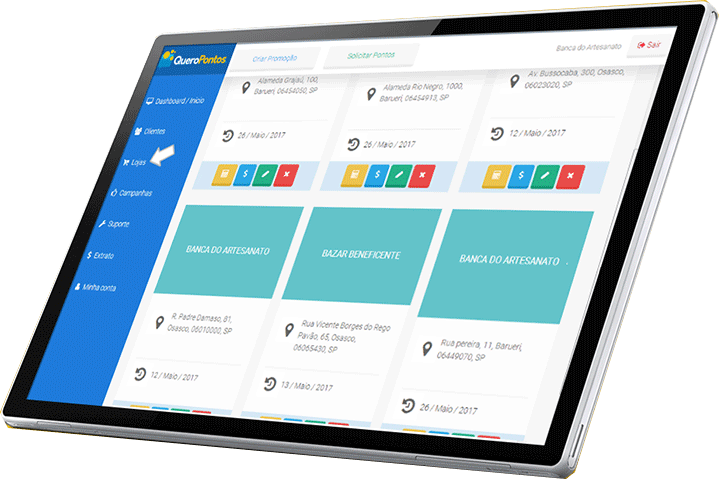 QueroPontos
Criar Promoção
Solicitar Pontos
Banca do Artesanato
Sair
Dashboard / Início
Clientes
Lojas
Campanhas
Suporte
$ Extrato
Minha conta
Alameda Grajaú, 100,
Barueri, 06454050, SP
26 / Maio / 2017
$
Alameda Rio Negro, 1000,
Barueri, 06454913, SP
26 / Maio / 2017
$
Av. Bussocaba, 300, Osasco,
06023020, SP
12 / Maio / 2017
$
BANCA DO ARTESANATO
R. Padre Damaso, 81,
Osasco, 06010000, SP
12 / Maio / 2017
BAZAR BENEFICENTE
Rua Vicente Borges do Rego
Pavão, 65, Osasco,
06065430, SP
13 / Maio / 2017
BANCA DO ARTESANATO
Rua pereira, 11, Barueri,
06449070, SP
26 / Maio / 2017